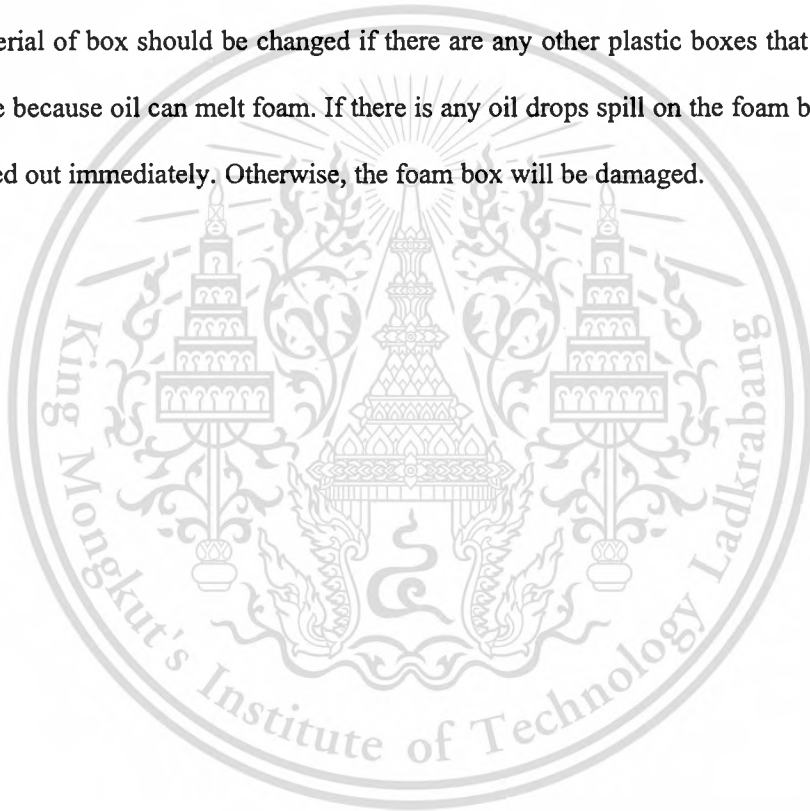 erial of box should be changed if there are any other plastic boxes that
e because oil can melt foam. If there is any oil drops spill on the foam b
ed out immediately. Otherwise, the foam box will be damaged.
King Mongkut's Institute of Technology Ladkrabang